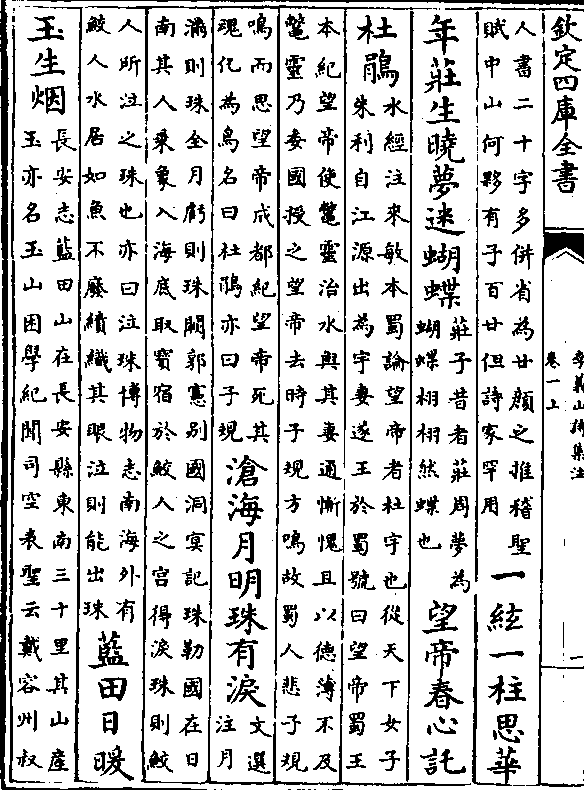 欽定四庫全書
李義山詩集注
卷一上
一
人書二十字多併省為廿顔之推稽聖
賦中山何夥有子百廿但詩家罕用
一絃一柱思華
年莊生曉夢迷蝴蝶
莊子昔者莊周夢為
蝴蝶栩栩然蝶也
望帝春心託
杜鵑
水經注來敏本蜀論望帝者杜宇也從天下女子
朱利自江源出為宇妻遂王於蜀號曰望帝蜀王
本紀望帝使鼈靈治水與其妻通慚愧且以德薄不及
鼈靈乃委國授之望帝去時子規方鳴故蜀人悲子規
鳴而思望帝成都紀望帝死其
魂化為鳥名曰杜鵑亦曰子規
滄海月明珠有淚
文選
注月
滿則珠全月虧則珠闕郭憲别國洞冥記珠勒國在日
南其人乘象入海底取寶宿於鮫人之宮得淚珠則鮫
人所泣之珠也亦曰泣珠博物志南海外有
鮫人水居如魚不廢績織其眼泣則能出珠
藍田日暖
玉生烟
長安志藍田山在長安縣東南三十里其山產
玉亦名玉山困學紀聞司空表聖云戴容州叔